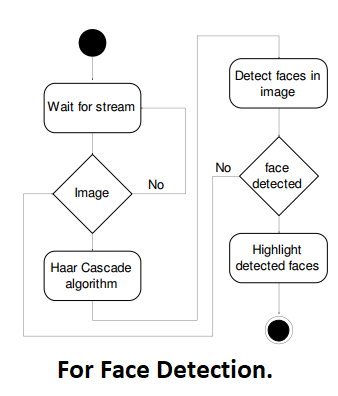 Wait for stream
Image
No
Haar Cascade
algorithm
Detect faces in
image
face
detected
No
Highlight
detected faces
For Face Detection.